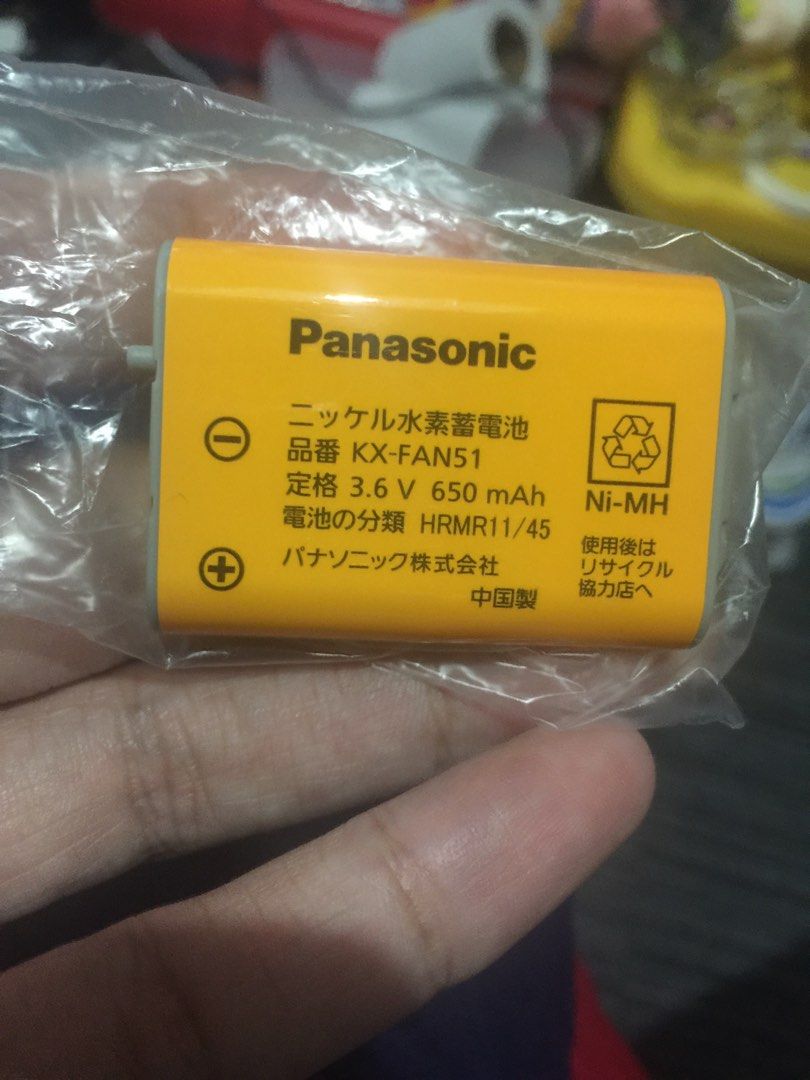 Panasonic
ニッケル水素蓄電池
品番 KX-FAN51
定格 3.6 V 650 mAh
電池の分類 HRMR11/45
パナソニック株式会社
中国製
Ni-MH
使用後は
リサイクル
協力店へ